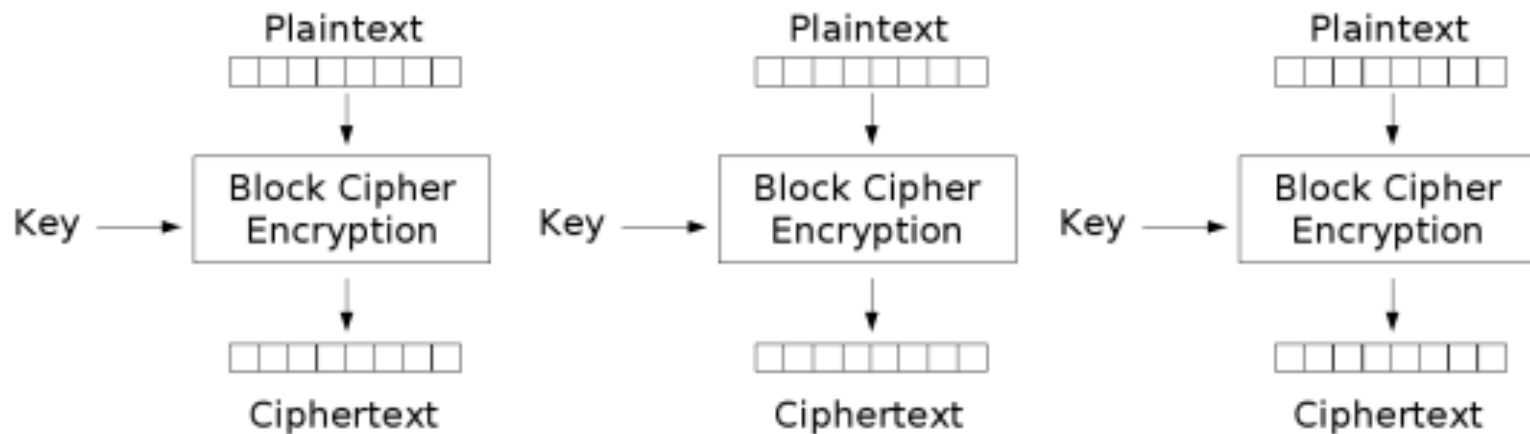 Plaintext
Plaintext
Plaintext
Key
Block Cipher
Encryption
Key
Block Cipher
Encryption
Key
Block Cipher
Encryption
Ciphertext
Ciphertext
Ciphertext